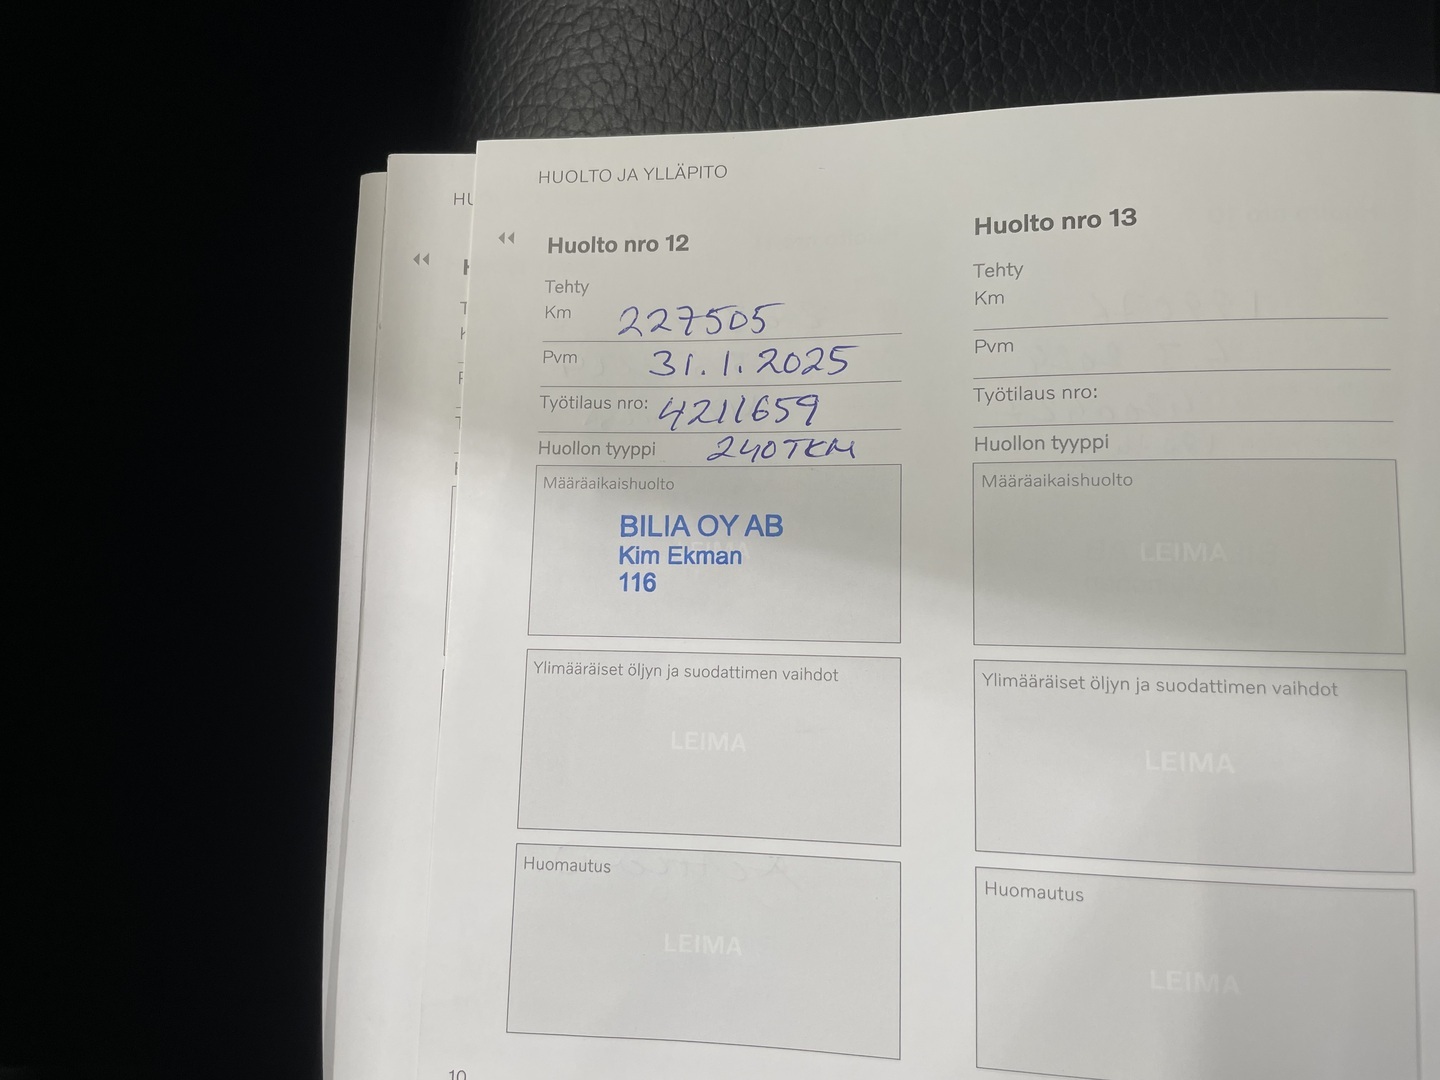 HUOLTO JA YLLÄPITO
Huolto nro 12
Tehty
Km 227505
Pvm 31.1.2025
Työtilaus nro: 4211659
Huollon tyyppi 240TKM
Määräaikaishuolto
BILIA OY AB
Kim Ekman
116
Ylimääräiset öljyn ja suodattimen vaihdot
LEIMA
Huomautus
LEIMA
10
Huolto nro 13
Tehty
Km
Pvm
Työtilaus nro:
Huollon tyyppi
Määräaikaishuolto
LEIMA
Ylimääräiset öljyn ja suodattimen vaihdot
LEIMA
Huomautus
LEIMA